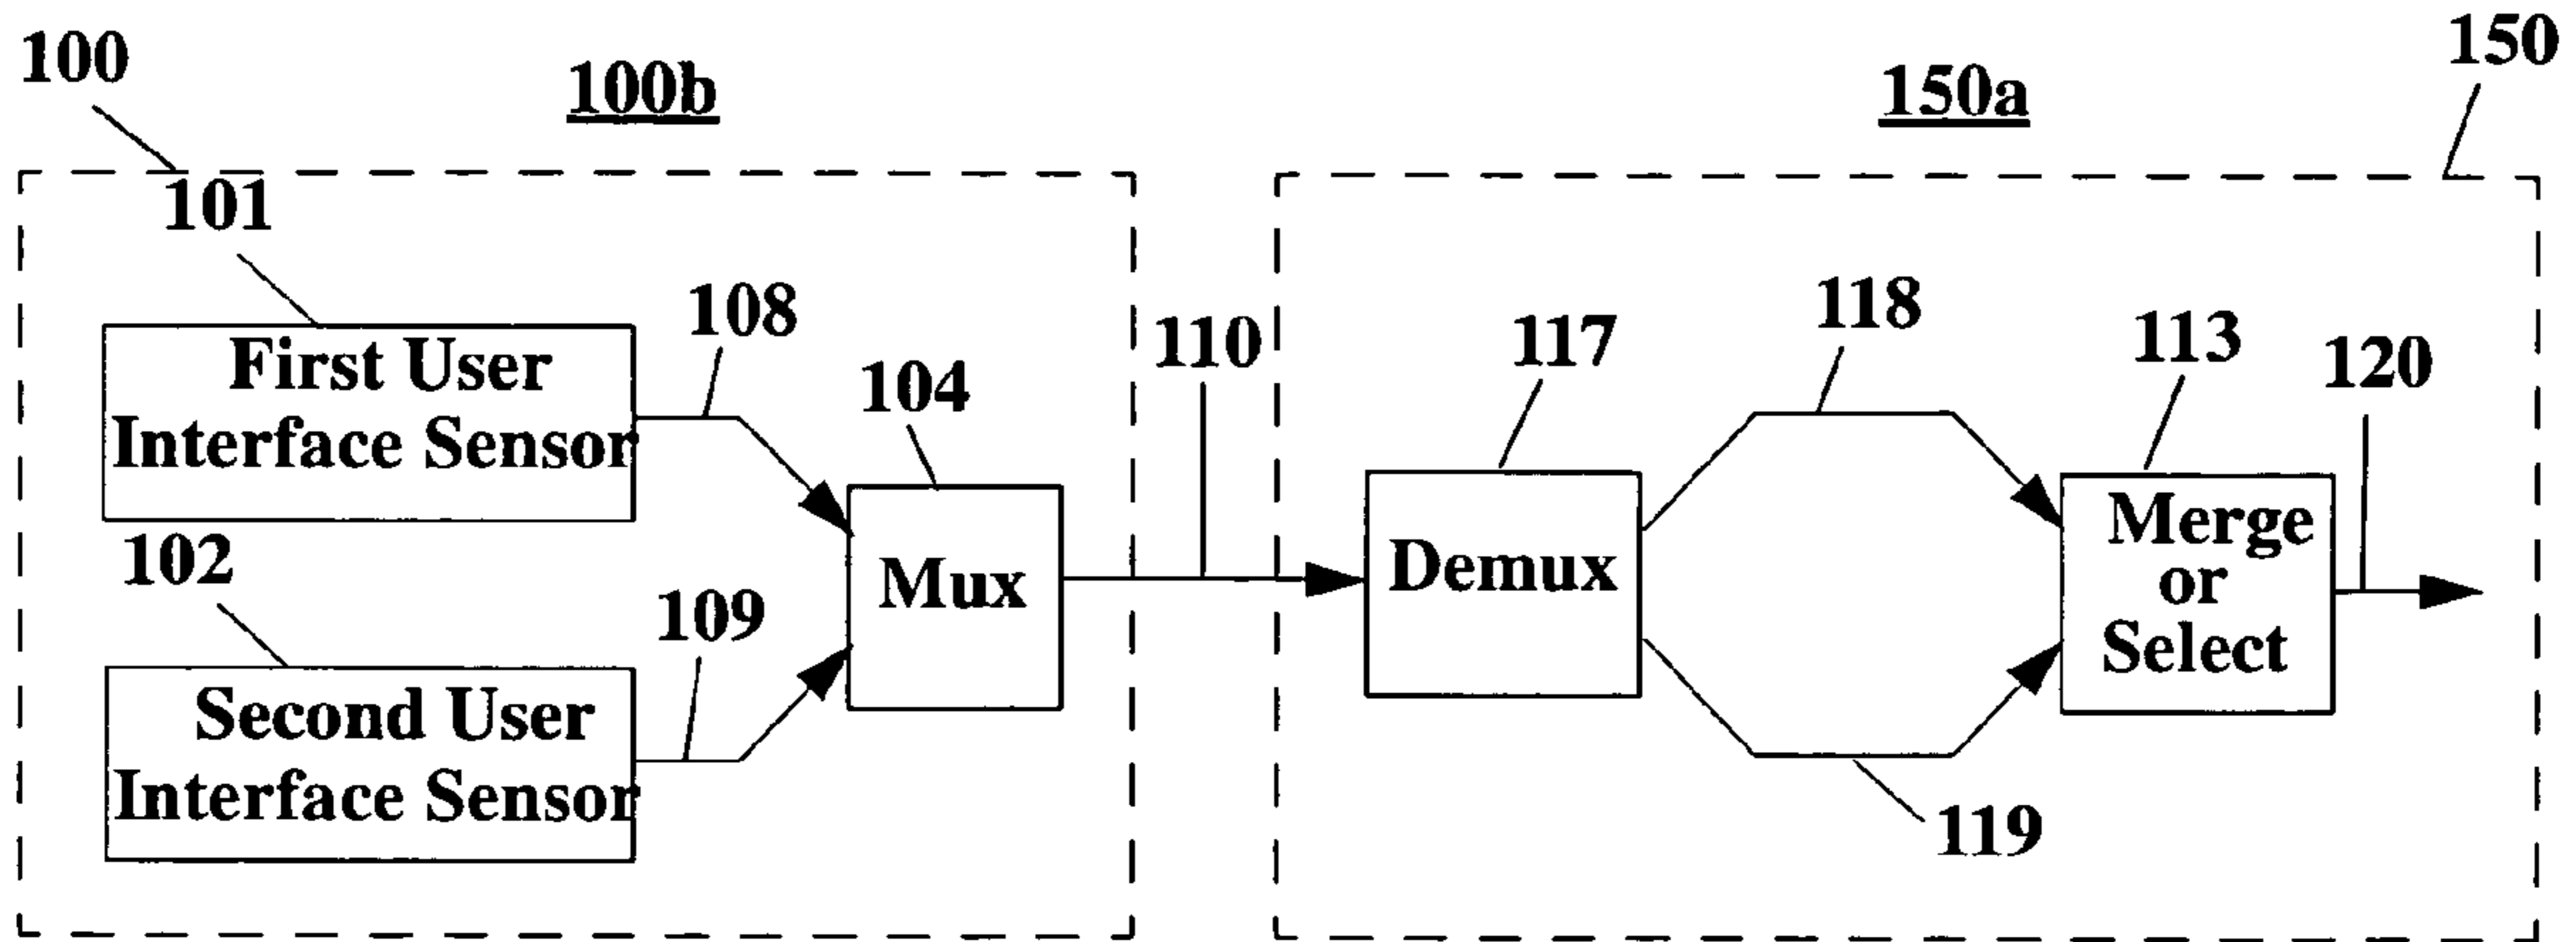 100
100b
150a
150
101
First User
Interface Sensor
108
104
Mux
102
Second User
Interface Sensor
109
110
117
Demux
118
113
Merge
or
Select
120
119